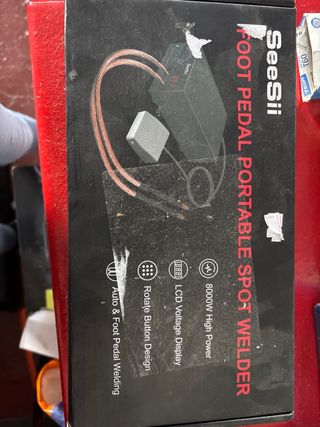 SeeSii
FOOT PEDAL PORTABLE SPOT WELDER
8000W High Power
LCD Voltage Display
Rotate Button Design
Auto & Foot Pedal Welding